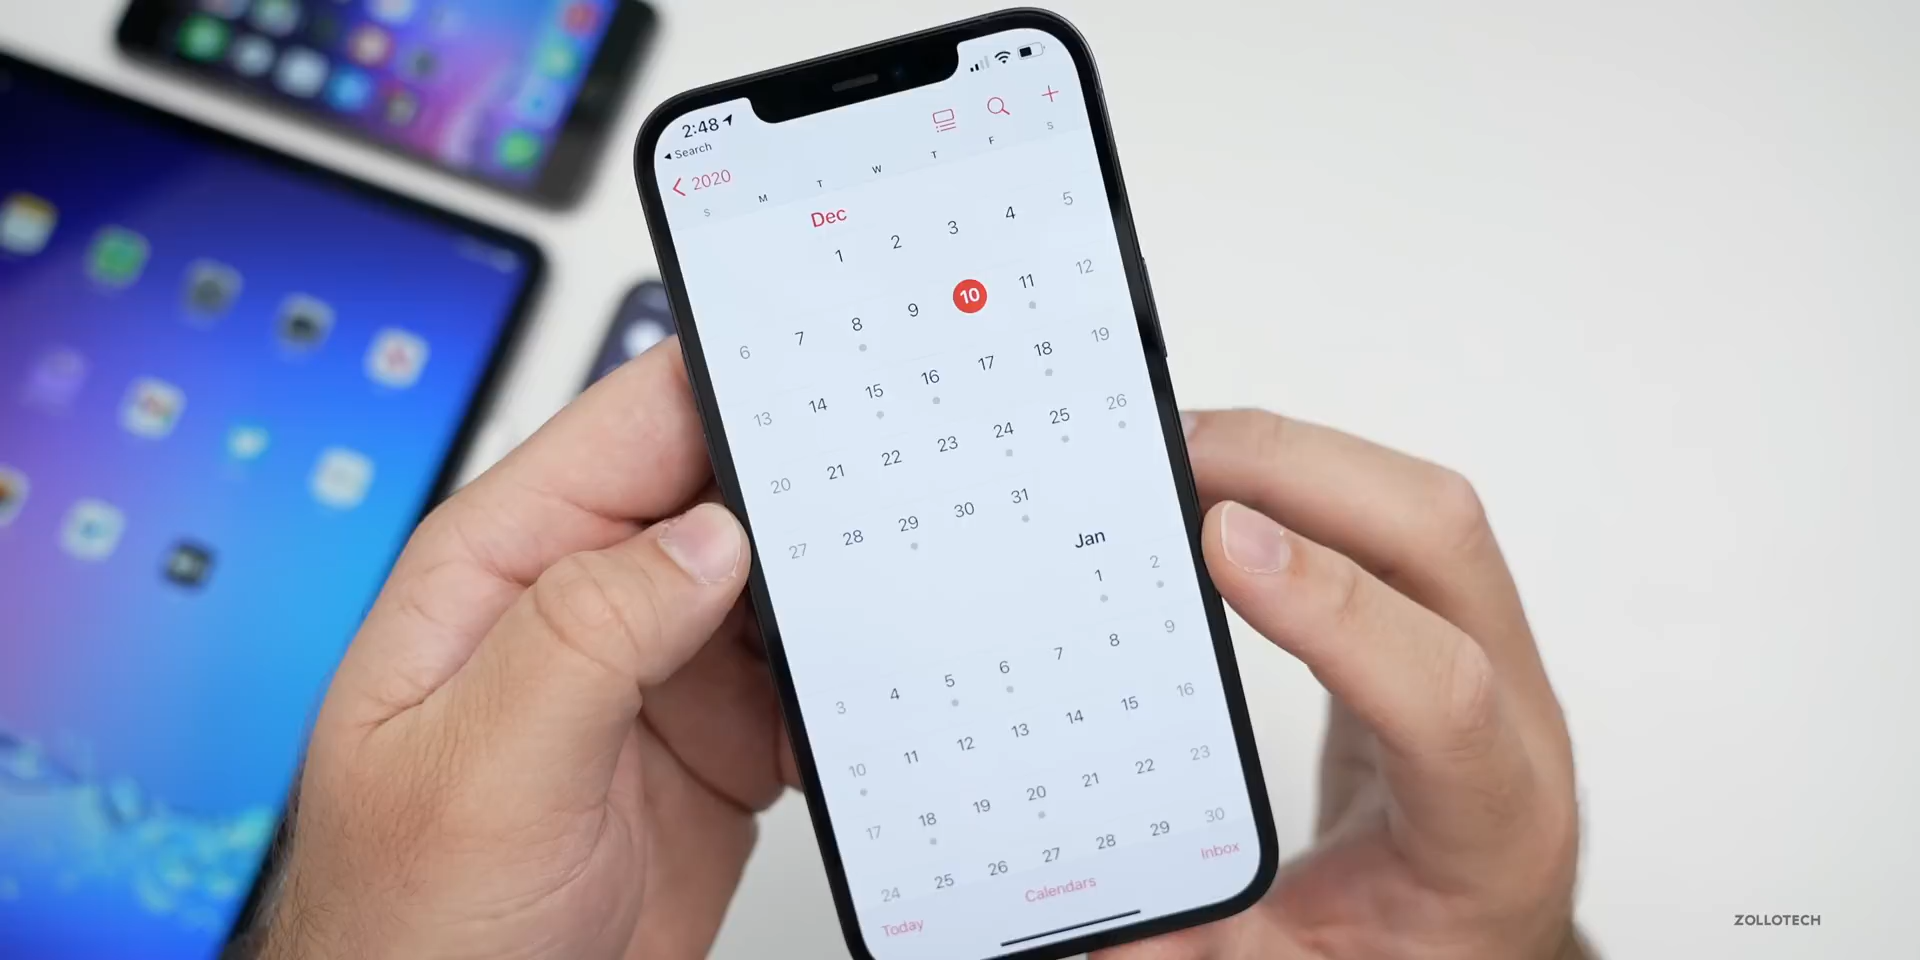 2:48
Search
2020
S M T W T F S
Dec
1 2 3 4 5
6 7 8 9 10 11 12
13 14 15 16 17 18 19
20 21 22 23 24 25 26
27 28 29 30 31
Jan
1 2
3 4 5 6 7 8 9
10 11 12 13 14 15 16
17 18 19 20 21 22 23
24 25 26 27 28 29 30
Today Calendars Inbox
ZOLLOTECH